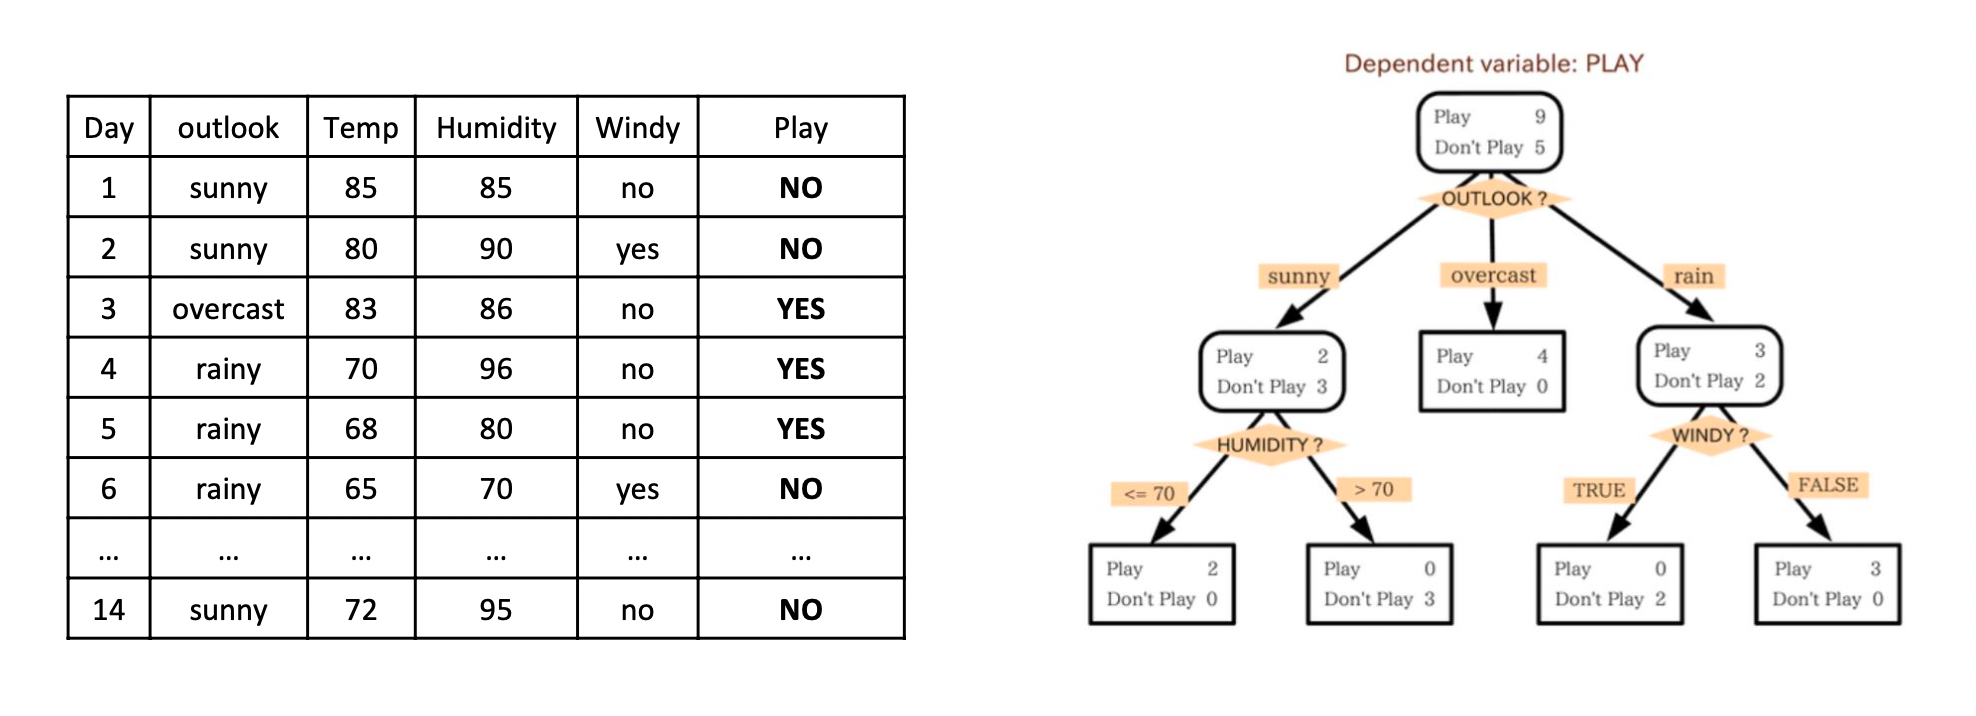 Day outlook Temp Humidity Windy Play
1 sunny 85 85 no NO
2 sunny 80 90 yes NO
3 overcast 83 86 no YES
4 rainy 70 96 no YES
5 rainy 68 80 no YES
6 rainy 65 70 yes NO
... ... ... ... ... ...
14 sunny 72 95 no NO
Dependent variable: PLAY
Play 9
Don't Play 5
OUTLOOK ?
sunny
overcast
rain
Play 2
Don't Play 3
Play 4
Don't Play 0
Play 3
Don't Play 2
HUMIDITY ?
WINDY ?
<= 70
> 70
TRUE
FALSE
Play 2
Don't Play 0
Play 0
Don't Play 3
Play 0
Don't Play 2
Play 3
Don't Play 0